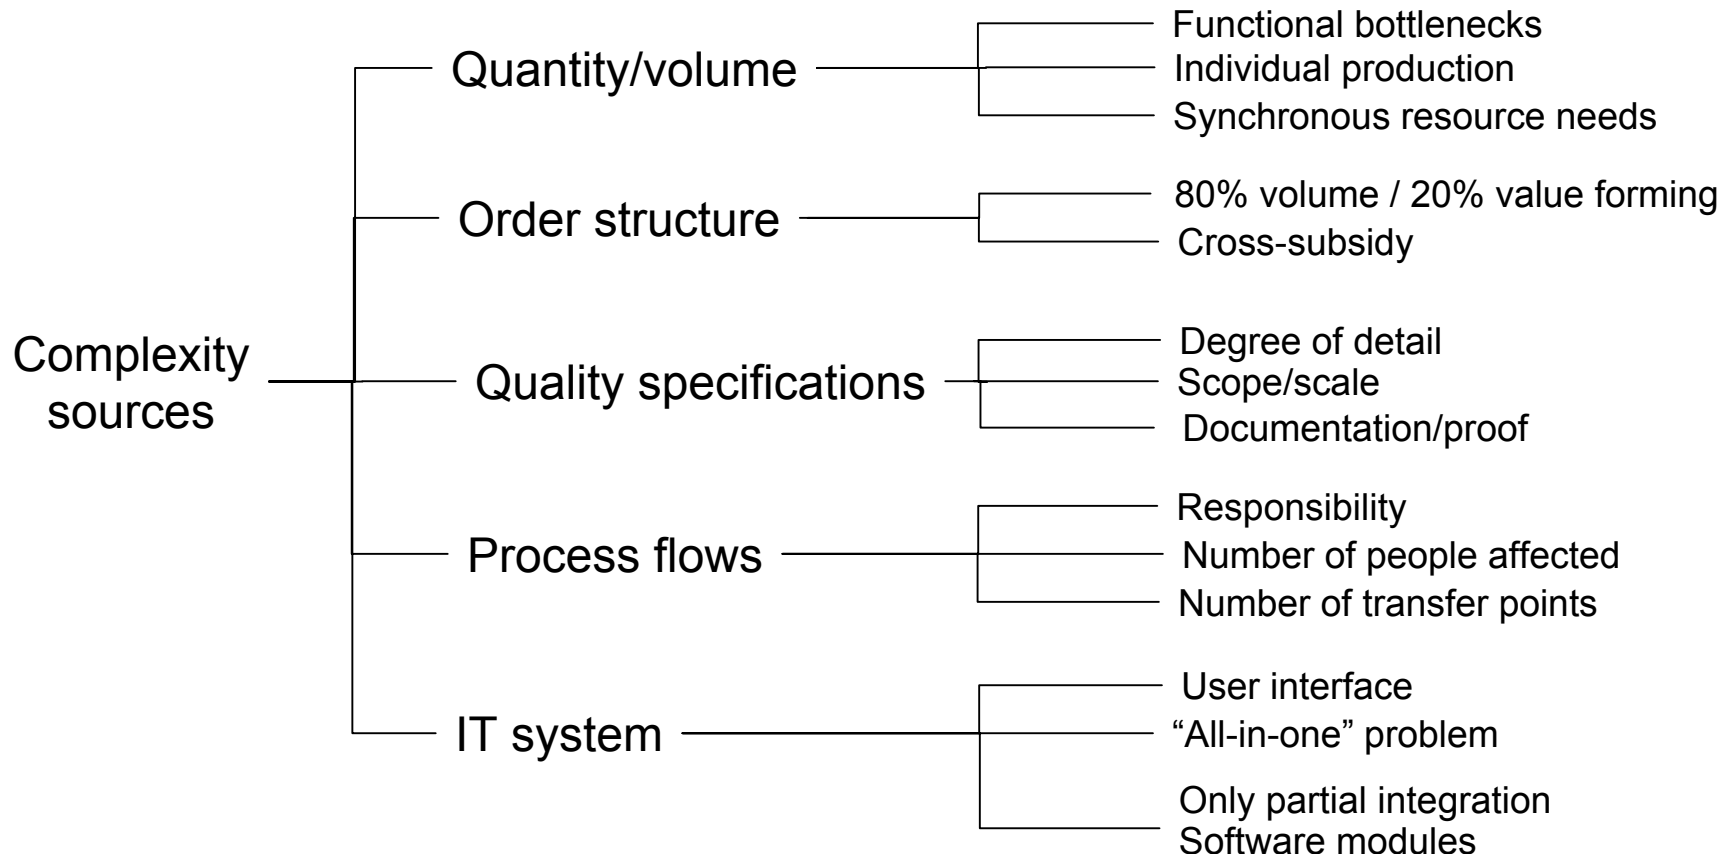 Complexity
sources
Quantity/volume
Functional bottlenecks
Individual production
Synchronous resource needs
Order structure
80% volume / 20% value forming
Cross-subsidy
Quality specifications
Degree of detail
Scope/scale
Documentation/proof
Process flows
Responsibility
Number of people affected
Number of transfer points
IT system
User interface
“All-in-one” problem
Only partial integration
Software modules